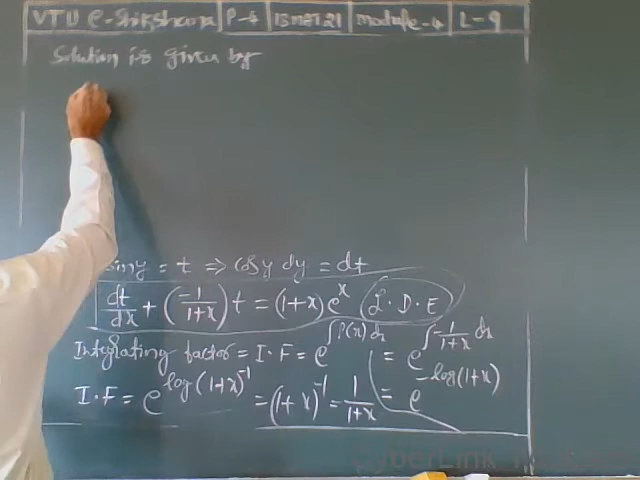 VTU e-Shikshana P-4 15MAT21 module-4 L-9
Solution is given by
siny = t ⇒ cosy dy = dt
dt/dx + (-1/(1+x)) t = (1+x) e^x L.D.E
Integrating factor = I.F = e^∫P(x)dx = e^∫-1/(1+x) dx
I.F = e^log(1+x)^-1 = (1+x)^-1 = 1/(1+x) = e^-log(1+x)